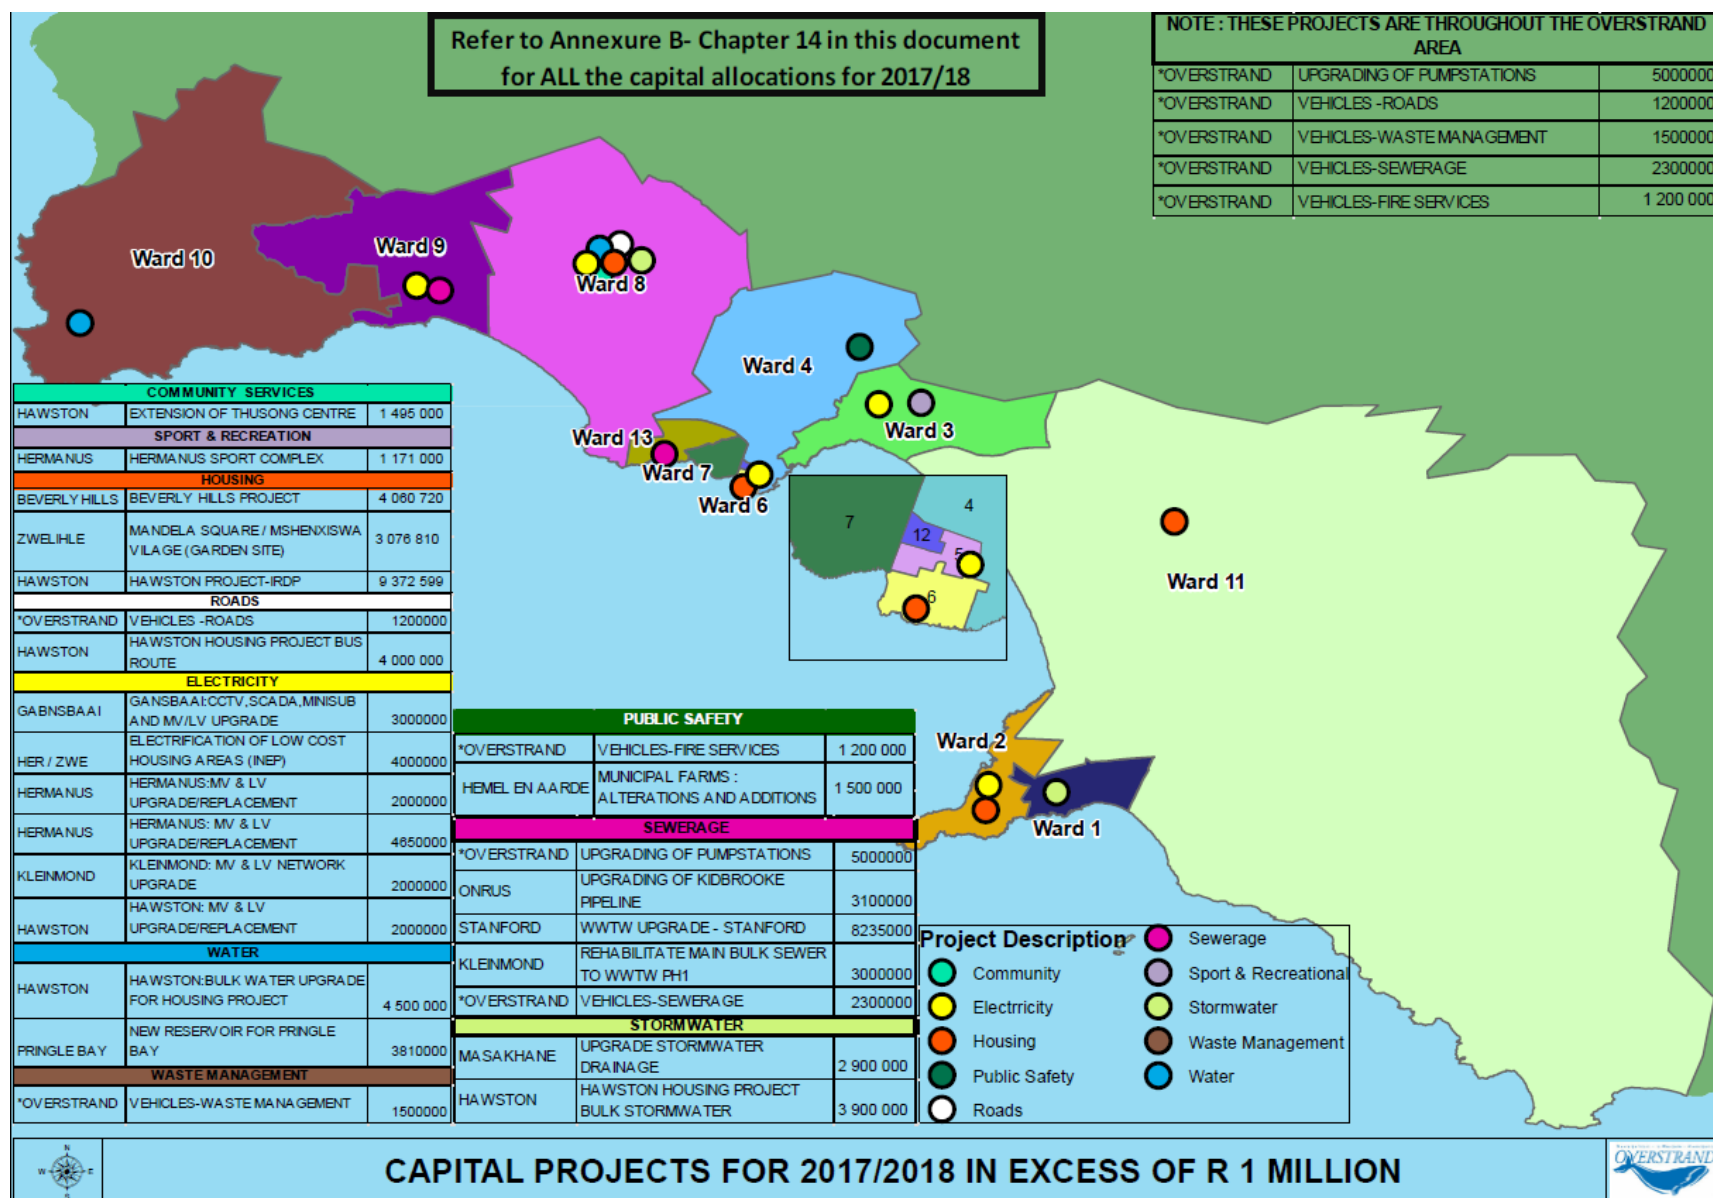 Refer to Annexure B- Chapter 14 in this document
for ALL the capital allocations for 2017/18
NOTE : THESE PROJECTS ARE THROUGHOUT THE OVERSTRAND
AREA
*OVERSTRAND UPGRADING OF PUMPSTATIONS 5000000
*OVERSTRAND VEHICLES -ROADS 1200000
*OVERSTRAND VEHICLES-WASTE MANAGEMENT 1500000
*OVERSTRAND VEHICLES-SEWERAGE 2300000
*OVERSTRAND VEHICLES-FIRE SERVICES 1 200 000
Ward 10
Ward 9
Ward 8
Ward 4
Ward 3
Ward 13
Ward 7
Ward 6
Ward 11
Ward 2
Ward 1
7
4
12
5
6
COMMUNITY SERVICES
HAWSTON EXTENSION OF THUSONG CENTRE 1 495 000
SPORT & RECREATION
HERMANUS HERMANUS SPORT COMPLEX 1 171 000
HOUSING
BEVERLY HILLS BEVERLY HILLS PROJECT 4 060 720
ZWELIHLE MANDELA SQUARE / MSHENXISWA
VILAGE (GARDEN SITE) 3 076 810
HAWSTON HAWSTON PROJECT-IRDP 9 372 599
ROADS
*OVERSTRAND VEHICLES -ROADS 1200000
HAWSTON HAWSTON HOUSING PROJECT BUS
ROUTE 4 000 000
ELECTRICITY
GABNSBAAI GANSBAAI:CCTV,SCADA,MINISUB
AND MV/LV UPGRADE 3000000
HER / ZWE ELECTRIFICATION OF LOW COST
HOUSING AREAS (INEP) 4000000
HERMANUS HERMANUS:MV & LV
UPGRADE/REPLACEMENT 2000000
HERMANUS HERMANUS: MV & LV
UPGRADE/REPLACEMENT 4650000
KLEINMOND KLEINMOND: MV & LV NETWORK
UPGRADE 2000000
HAWSTON HAWSTON: MV & LV
UPGRADE/REPLACEMENT 2000000
WATER
HAWSTON HAWSTON:BULK WATER UPGRADE
FOR HOUSING PROJECT 4 500 000
PRINGLE BAY NEW RESERVOIR FOR PRINGLE
BAY 3810000
WASTE MANAGEMENT
*OVERSTRAND VEHICLES-WASTE MANAGEMENT 1500000
PUBLIC SAFETY
*OVERSTRAND VEHICLES-FIRE SERVICES 1 200 000
HEMEL EN AARDE MUNICIPAL FARMS :
ALTERATIONS AND ADDITIONS 1 500 000
SEWERAGE
*OVERSTRAND UPGRADING OF PUMPSTATIONS 5000000
ONRUS UPGRADING OF KIDBROOKE
PIPELINE 3100000
STANFORD WWTW UPGRADE - STANFORD 8235000
KLEINMOND REHABILITATE MAIN BULK SEWER
TO WWTW PH1 3000000
*OVERSTRAND VEHICLES-SEWERAGE 2300000
STORMWATER
MASAKHANE UPGRADE STORMWATER
DRAINAGE 2 900 000
HAWSTON HAWSTON HOUSING PROJECT
BULK STORMWATER 3 900 000
Project Description
Community
Electrricity
Housing
Public Safety
Roads
Sewerage
Sport & Recreational
Stormwater
Waste Management
Water
N
W E
S
CAPITAL PROJECTS FOR 2017/2018 IN EXCESS OF R 1 MILLION
OVERSTRAND